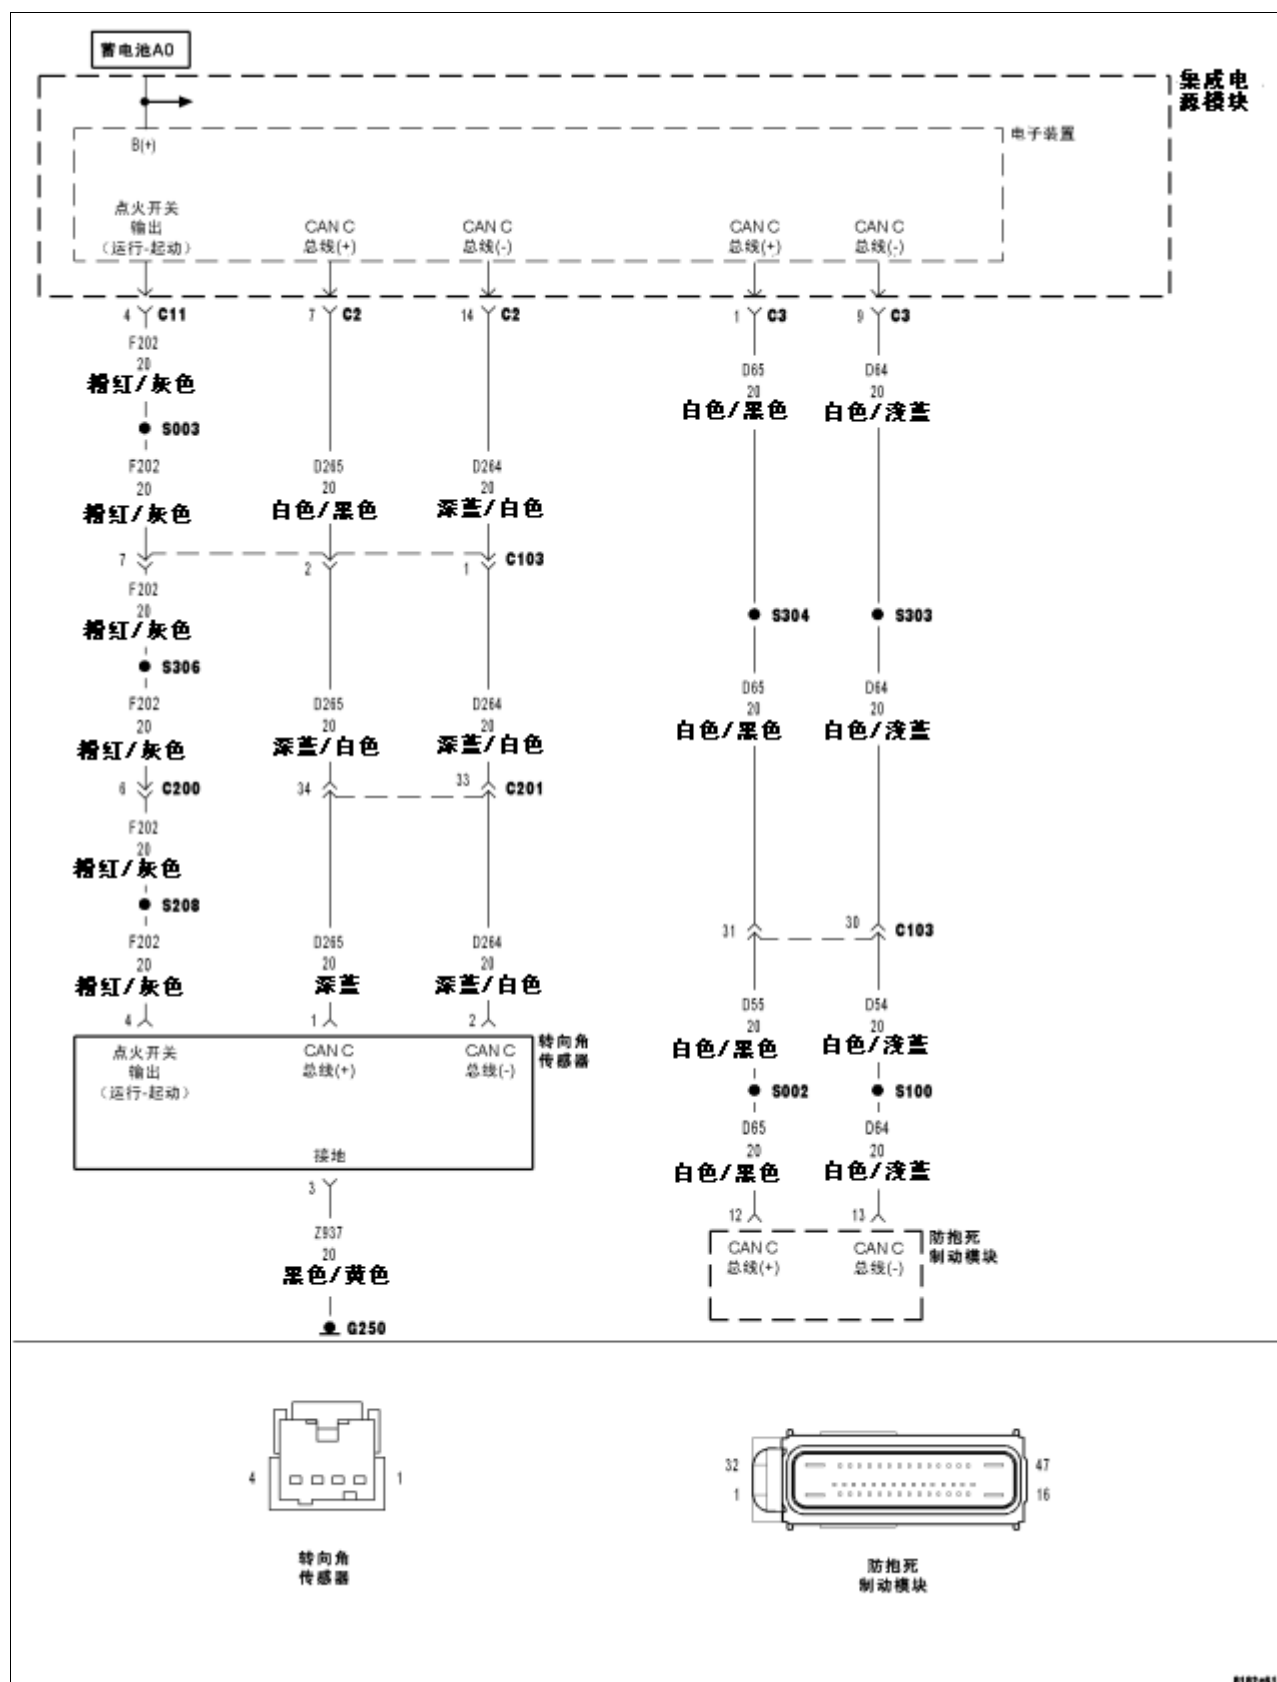 蓄电池A0
集成电
源模块
电子装置
B(+)
点火开关
输出
(运行-起动)
CAN C
总线(+)
CAN C
总线(-)
CAN C
总线(+)
CAN C
总线(-)
4 C11
7 C2
14 C2
1 C3
9 C3
F202
20
粉红/灰色
D65
20
白色/黑色
D64
20
白色/浅蓝
S003
F202
20
粉红/灰色
D265
20
白色/黑色
D264
20
深蓝/白色
7
2
1 C103
F202
20
粉红/灰色
S304
S303
S306
F202
20
粉红/灰色
D265
20
深蓝/白色
D264
20
深蓝/白色
D65
20
白色/黑色
D64
20
白色/浅蓝
6 C200
34
33 C201
F202
20
粉红/灰色
S208
31
30 C103
F202
20
粉红/灰色
D265
20
深蓝
D264
20
深蓝/白色
D55
20
白色/黑色
D54
20
白色/浅蓝
4
1
2
转向角
传感器
点火开关
输出
(运行-起动)
CAN C
总线(+)
CAN C
总线(-)
接地
S002
S100
D65
20
白色/黑色
D64
20
白色/浅蓝
3
Z937
20
黑色/黄色
G250
12
13
CAN C
总线(+)
CAN C
总线(-)
防抱死
制动模块
4
1
转向角
传感器
32
1
47
16
防抱死
制动模块